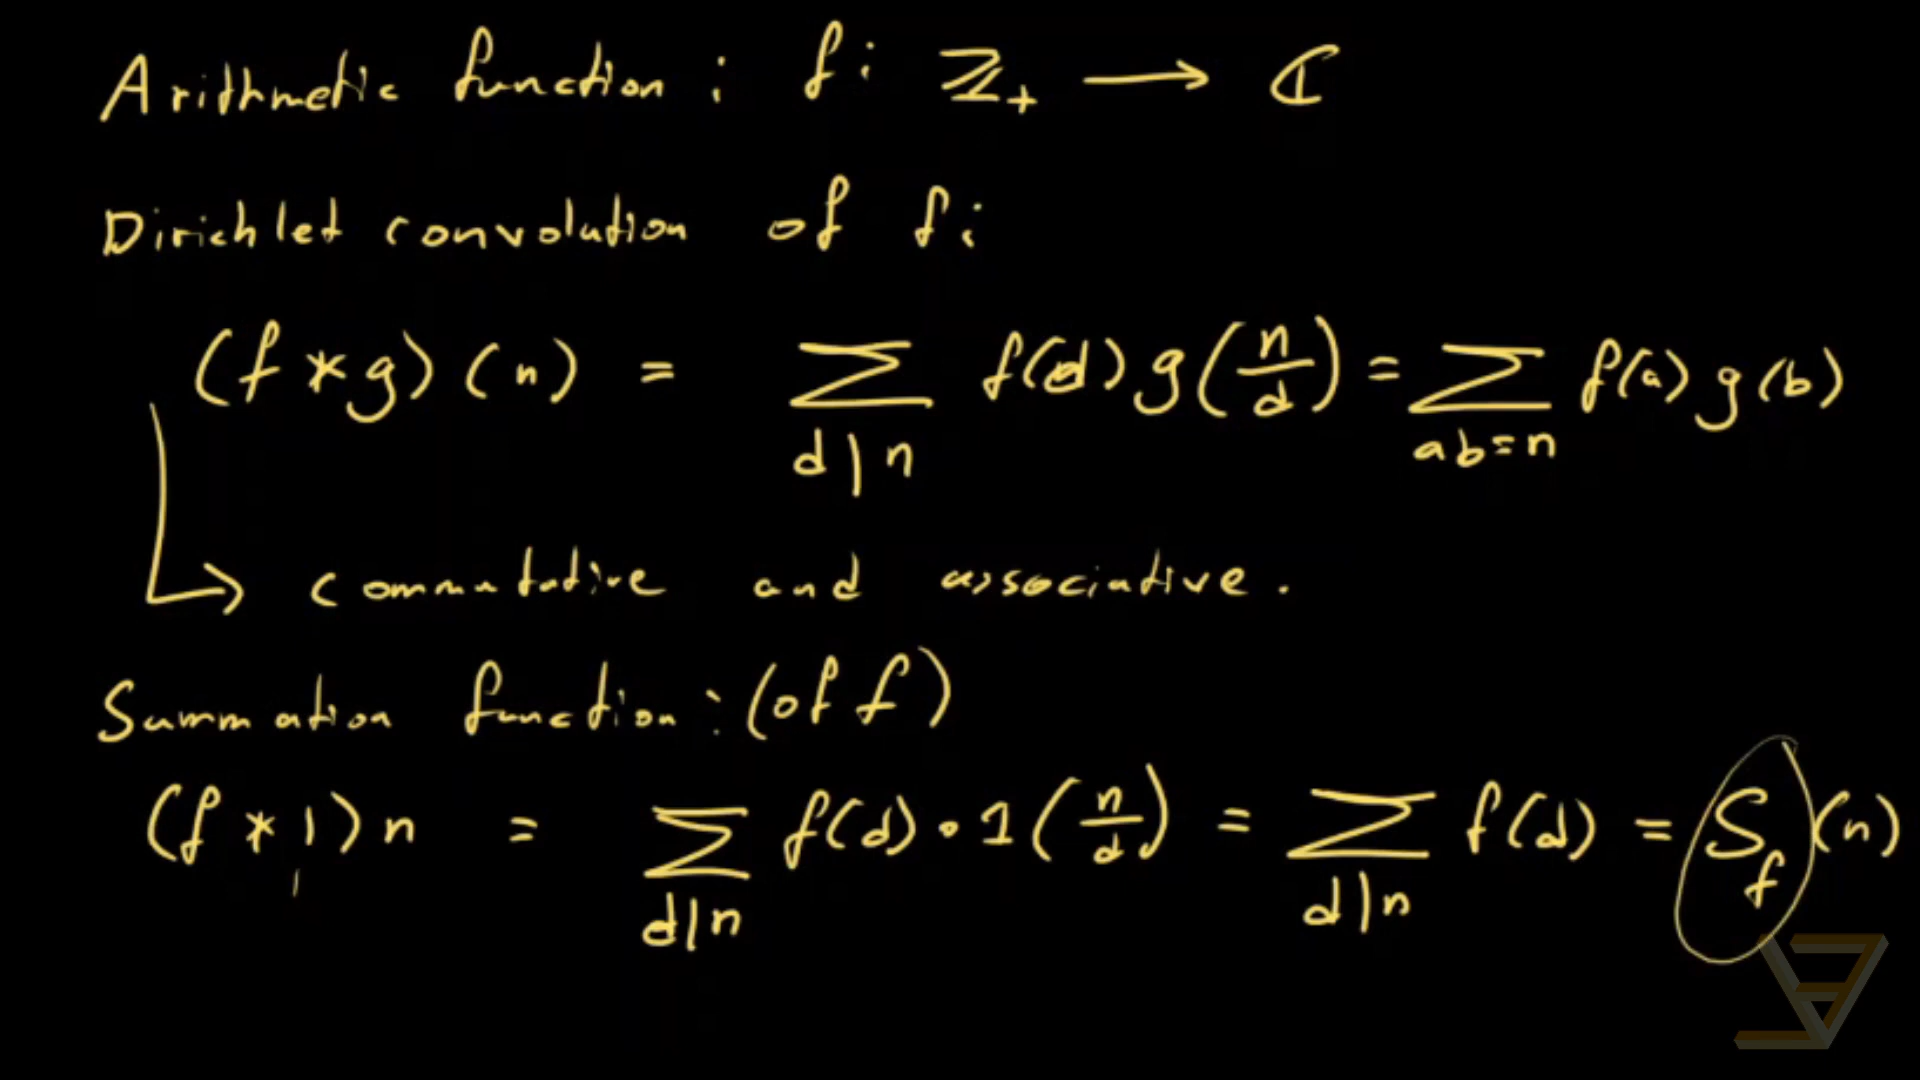 Arithmetic function: f: ℤ₊ → ℂ
Dirichlet convolution of f:
(f * g)(n) = ∑_{d|n} f(d) g(n/d) = ∑_{ab=n} f(a) g(b)
↳ commutative and associative.
Summation function: (of f)
(f * 1) n = ∑_{d|n} f(d) · 1(n/d) = ∑_{d|n} f(d) = S_f (n)